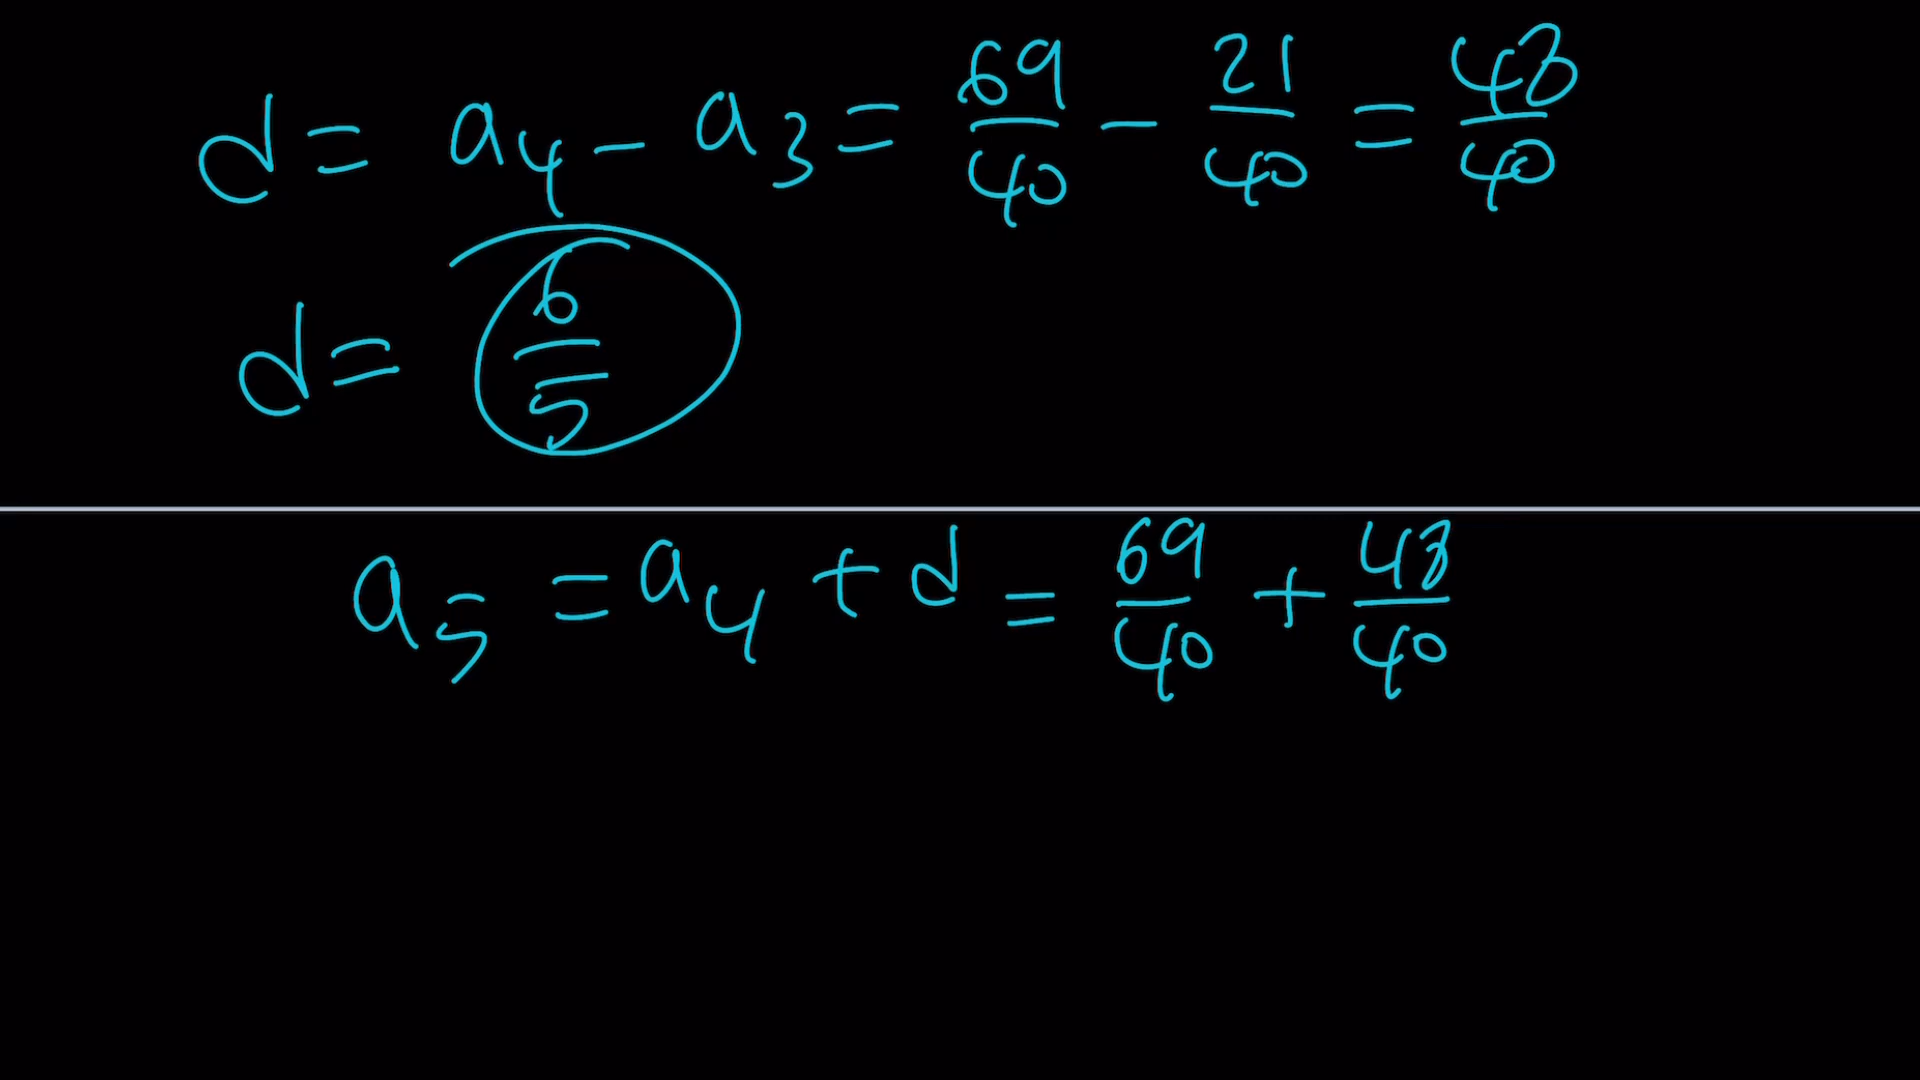 d = a₄ - a₃ = 69/40 - 21/40 = 48/40
d = 6/5
a₅ = a₄ + d = 69/40 + 48/40